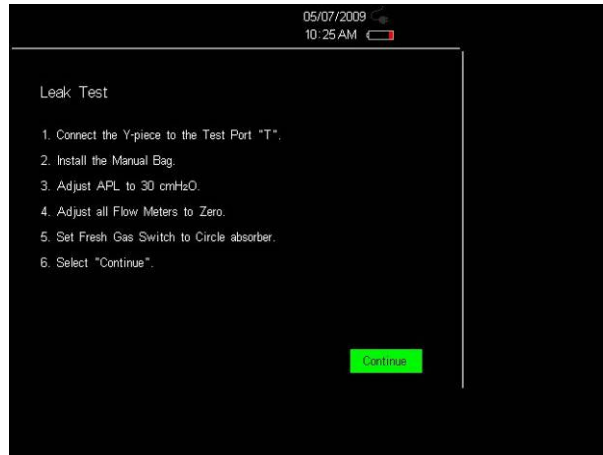 05/07/2009
10:25 AM
Leak Test
1. Connect the Y-piece to the Test Port "T".
2. Install the Manual Bag.
3. Adjust APL to 30 cmH₂O.
4. Adjust all Flow Meters to Zero.
5. Set Fresh Gas Switch to Circle absorber.
6. Select "Continue".
Continue